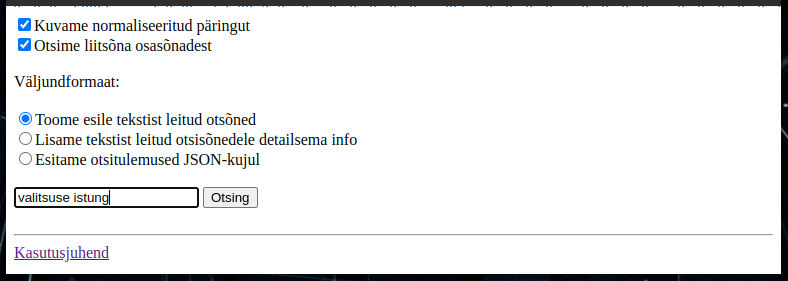 Kuvame normaliseeritud päringut
Otsime liitsõna osasõnadest
Väljundformaat:
Toome esile tekstist leitud otsõned
Lisame tekstist leitud otsisõnedele detailsema info
Esitame otsitulemused JSON-kujul
valitsuse istung Otsing
Kasutusjuhend